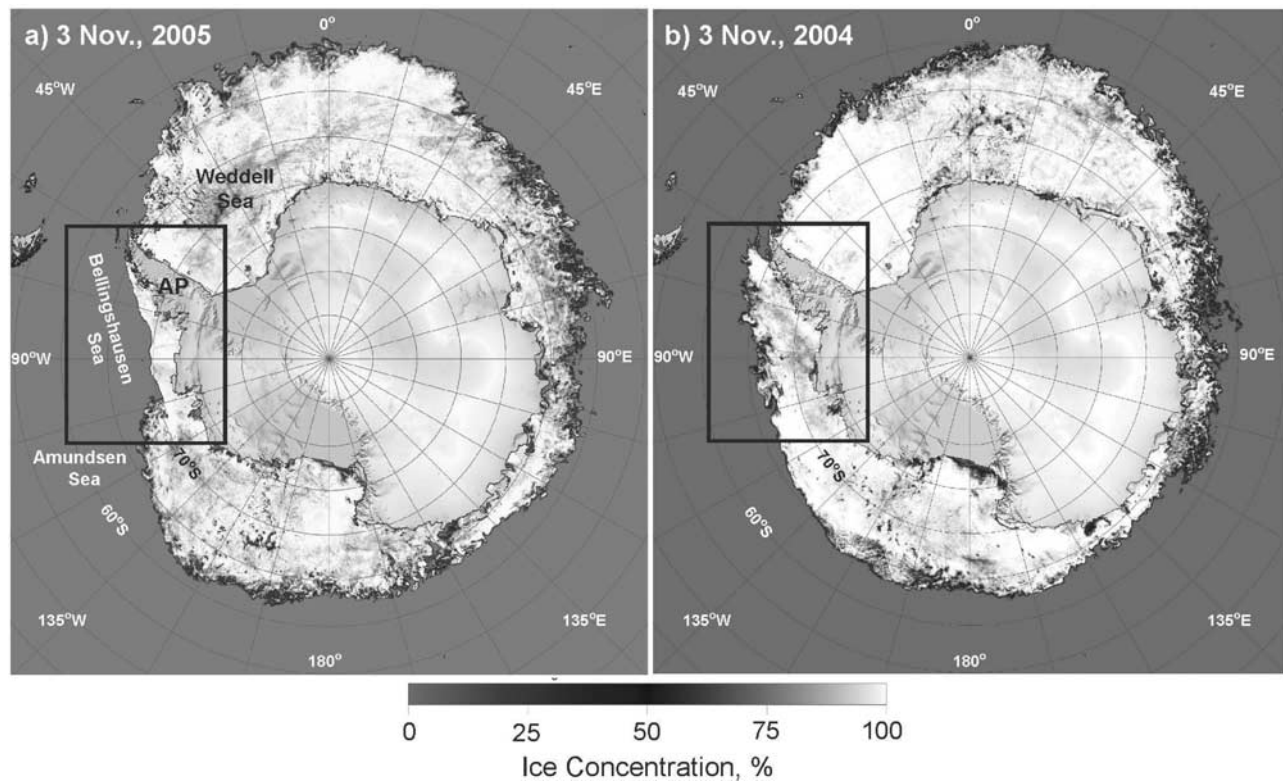 a) 3 Nov., 2005
0°
45°W
45°E
Weddell
Sea
AP
Bellingshausen
Sea
90°W
90°E
Amundsen
Sea
70°S
60°S
135°W
135°E
180°
b) 3 Nov., 2004
0°
45°W
45°E
90°W
90°E
70°S
60°S
135°W
135°E
180°
0
25
50
75
100
Ice Concentration, %